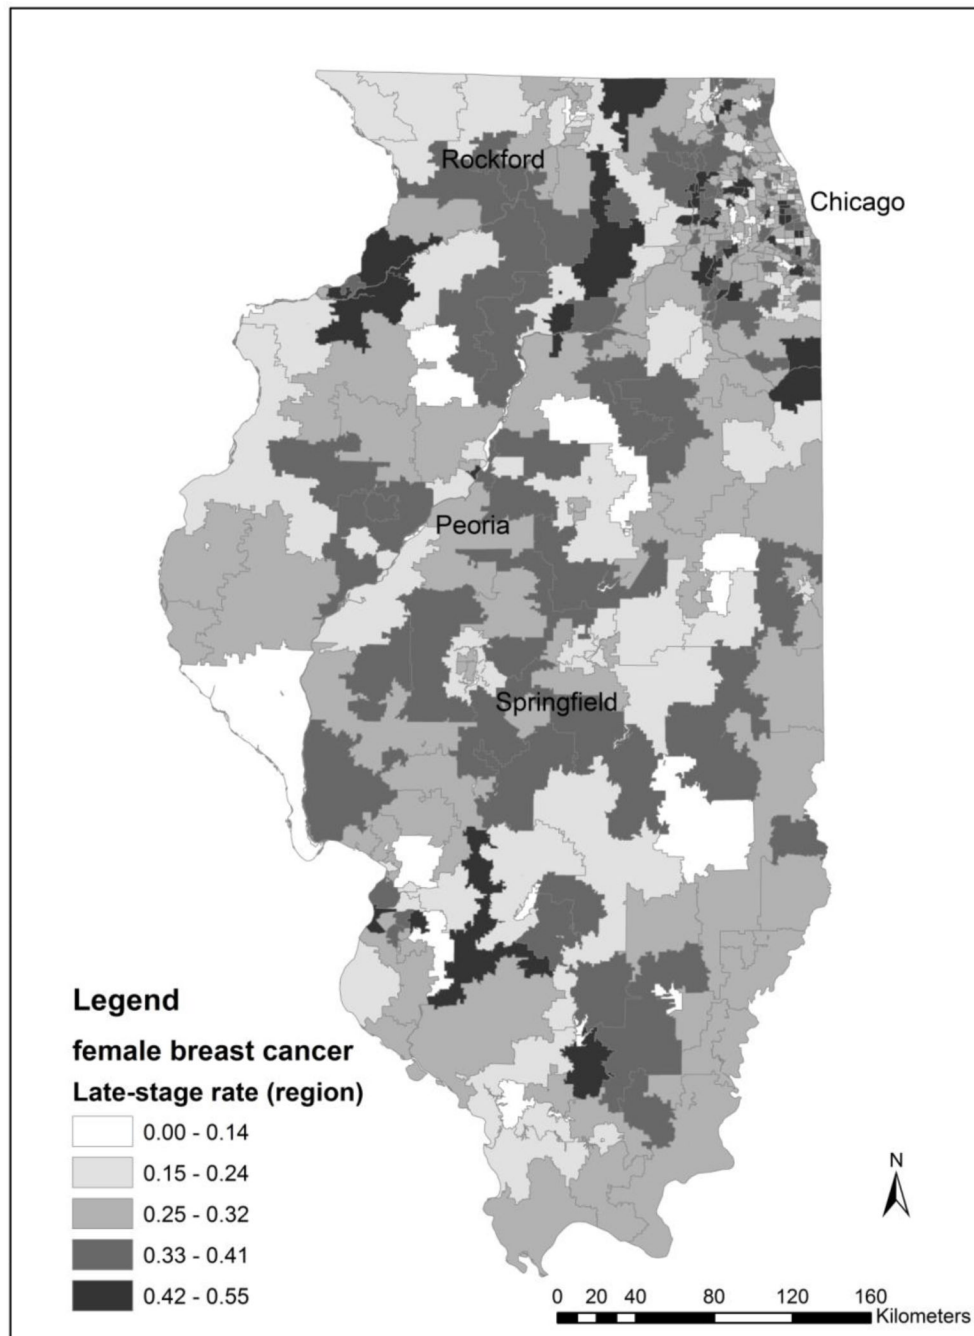 Rockford
Chicago
Peoria
Springfield
Legend
female breast cancer
Late-stage rate (region)
0.00 - 0.14
0.15 - 0.24
0.25 - 0.32
0.33 - 0.41
0.42 - 0.55
N
0 20 40 80 120 160
Kilometers